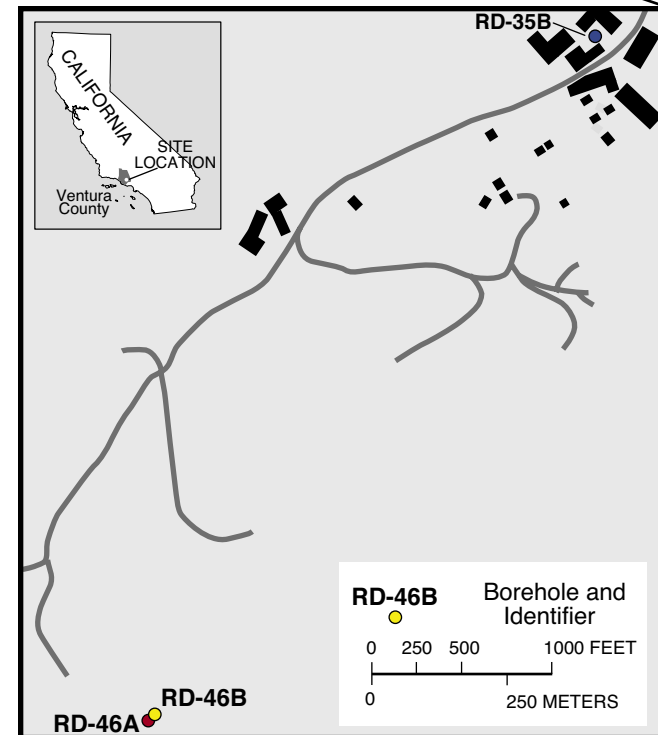 RD-35B
CALIFORNIA
SITE
LOCATION
Ventura
County
RD-46B
Borehole and
Identifier
0 250 500 1000 FEET
0 250 METERS
RD-46B
RD-46A